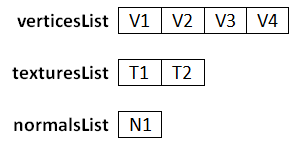 verticesList V1 V2 V3 V4
texturesList T1 T2
normalsList N1